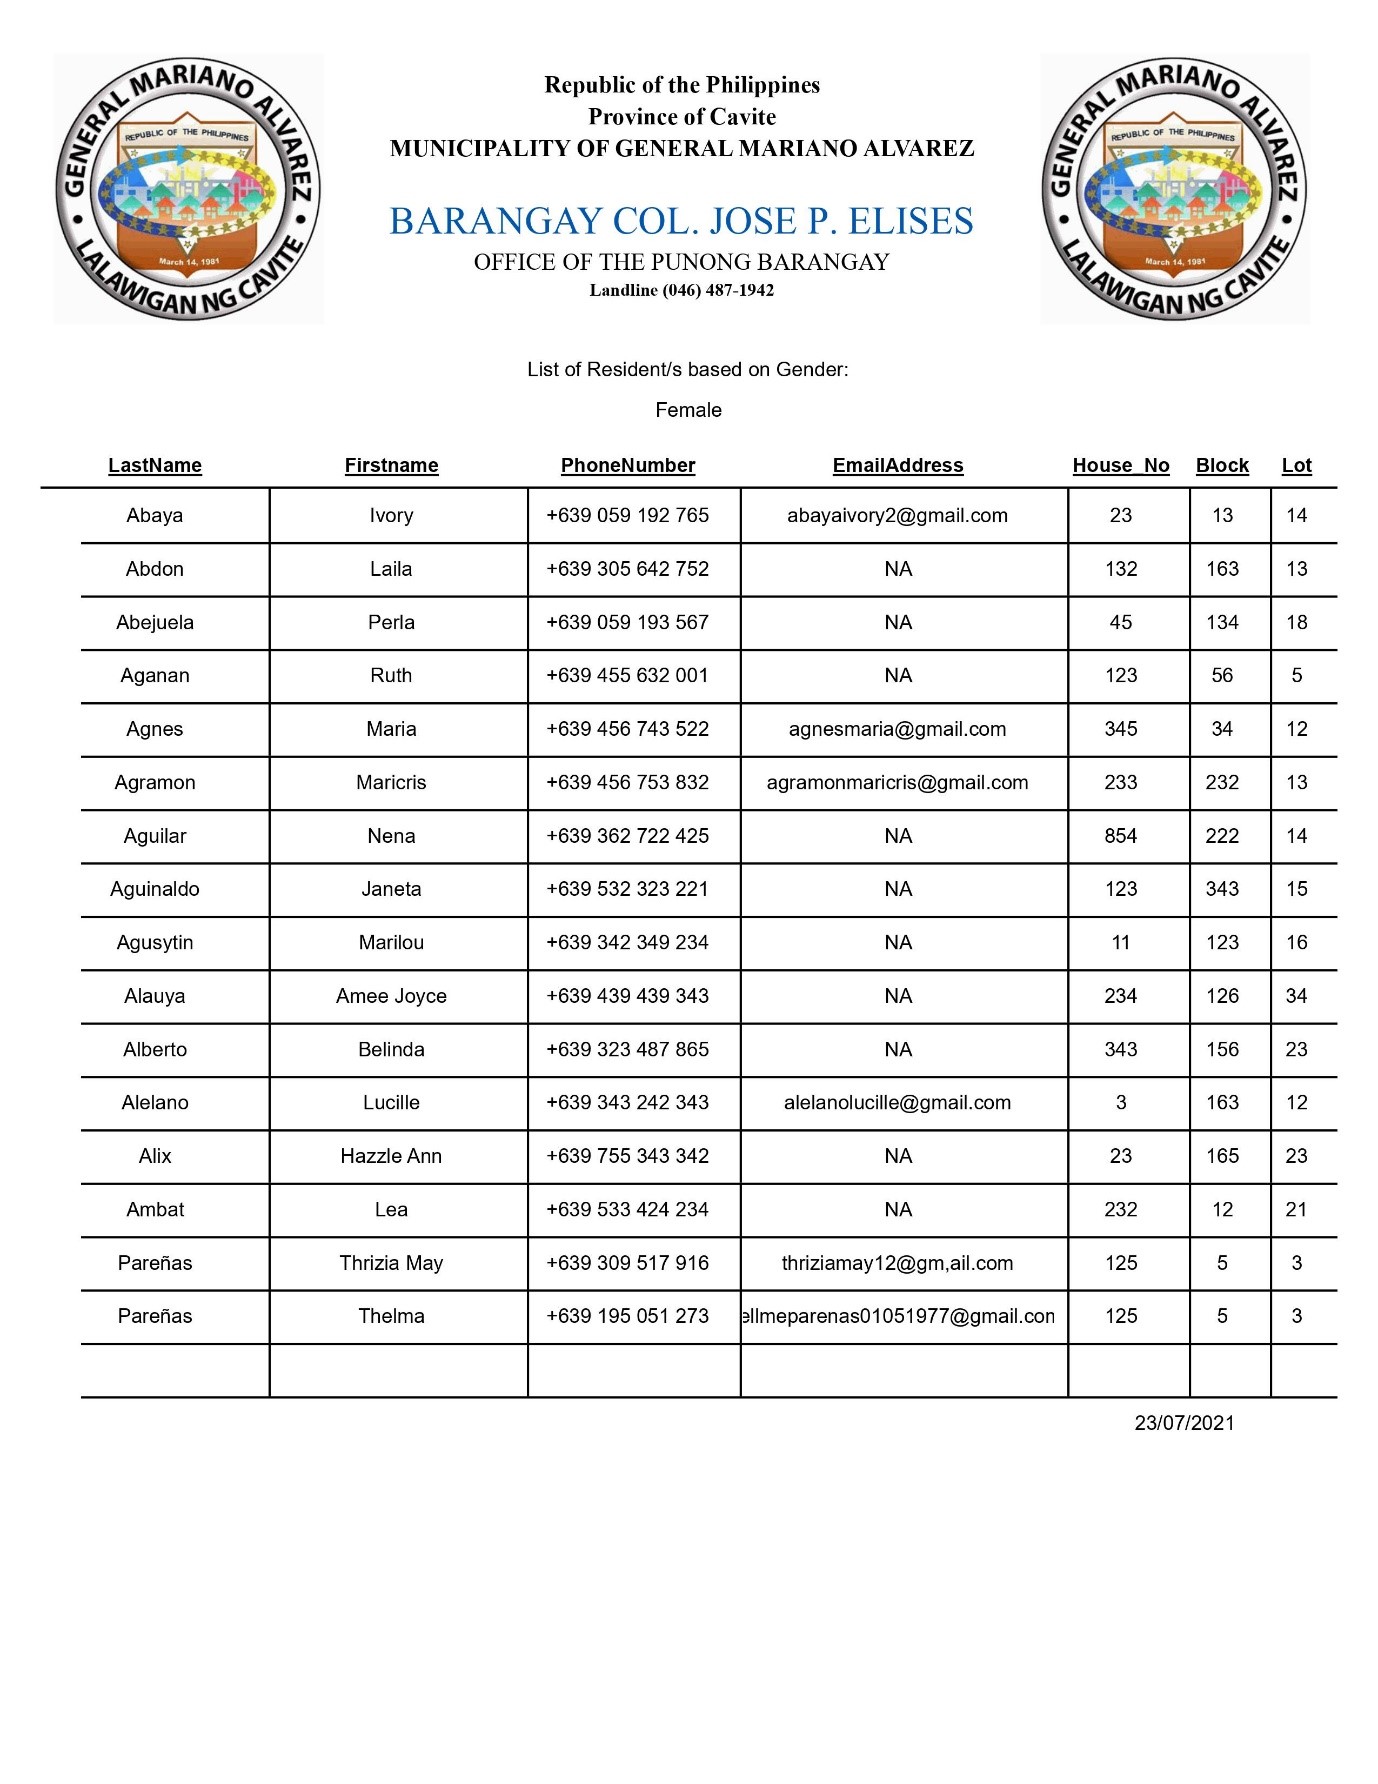 GENERAL MARIANO ALVAREZ
REPUBLIC OF THE PHILIPPINES
March 14, 1981
LALAWIGAN NG CAVITE
Republic of the Philippines
Province of Cavite
MUNICIPALITY OF GENERAL MARIANO ALVAREZ
BARANGAY COL. JOSE P. ELISES
OFFICE OF THE PUNONG BARANGAY
Landline (046) 487-1942
GENERAL MARIANO ALVAREZ
REPUBLIC OF THE PHILIPPINES
March 14, 1981
LALAWIGAN NG CAVITE
List of Resident/s based on Gender:
Female
LastName Firstname PhoneNumber EmailAddress House_No Block Lot
Abaya Ivory +639 059 192 765 abayaivory2@gmail.com 23 13 14
Abdon Laila +639 305 642 752 NA 132 163 13
Abejuela Perla +639 059 193 567 NA 45 134 18
Aganan Ruth +639 455 632 001 NA 123 56 5
Agnes Maria +639 456 743 522 agnesmaria@gmail.com 345 34 12
Agramon Maricris +639 456 753 832 agramonmaricris@gmail.com 233 232 13
Aguilar Nena +639 362 722 425 NA 854 222 14
Aguinaldo Janeta +639 532 323 221 NA 123 343 15
Agusytin Marilou +639 342 349 234 NA 11 123 16
Alauya Amee Joyce +639 439 439 343 NA 234 126 34
Alberto Belinda +639 323 487 865 NA 343 156 23
Alelano Lucille +639 343 242 343 alelanolucille@gmail.com 3 163 12
Alix Hazzle Ann +639 755 343 342 NA 23 165 23
Ambat Lea +639 533 424 234 NA 232 12 21
Pareñas Thrizia May +639 309 517 916 thriziamay12@gm,ail.com 125 5 3
Pareñas Thelma +639 195 051 273 ellmeparenas01051977@gmail.con 125 5 3
23/07/2021